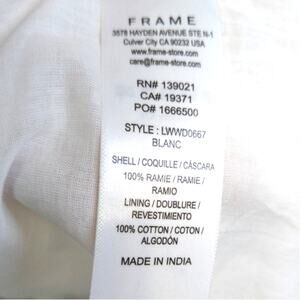 FRAME
3578 HAYDEN AVENUE STE N-1
Culver City CA 90232 USA
www.frame-store.com
care@frame-store.com
RN# 139021
CA# 19371
PO# 1666500
STYLE : LWWD0667
BLANC
SHELL / COQUILLE / CÁSCARA
100% RAMIE / RAMIE /
RAMIO
LINING / DOUBLURE /
REVESTIMIENTO
100% COTTON / COTON /
ALGODÓN
MADE IN INDIA